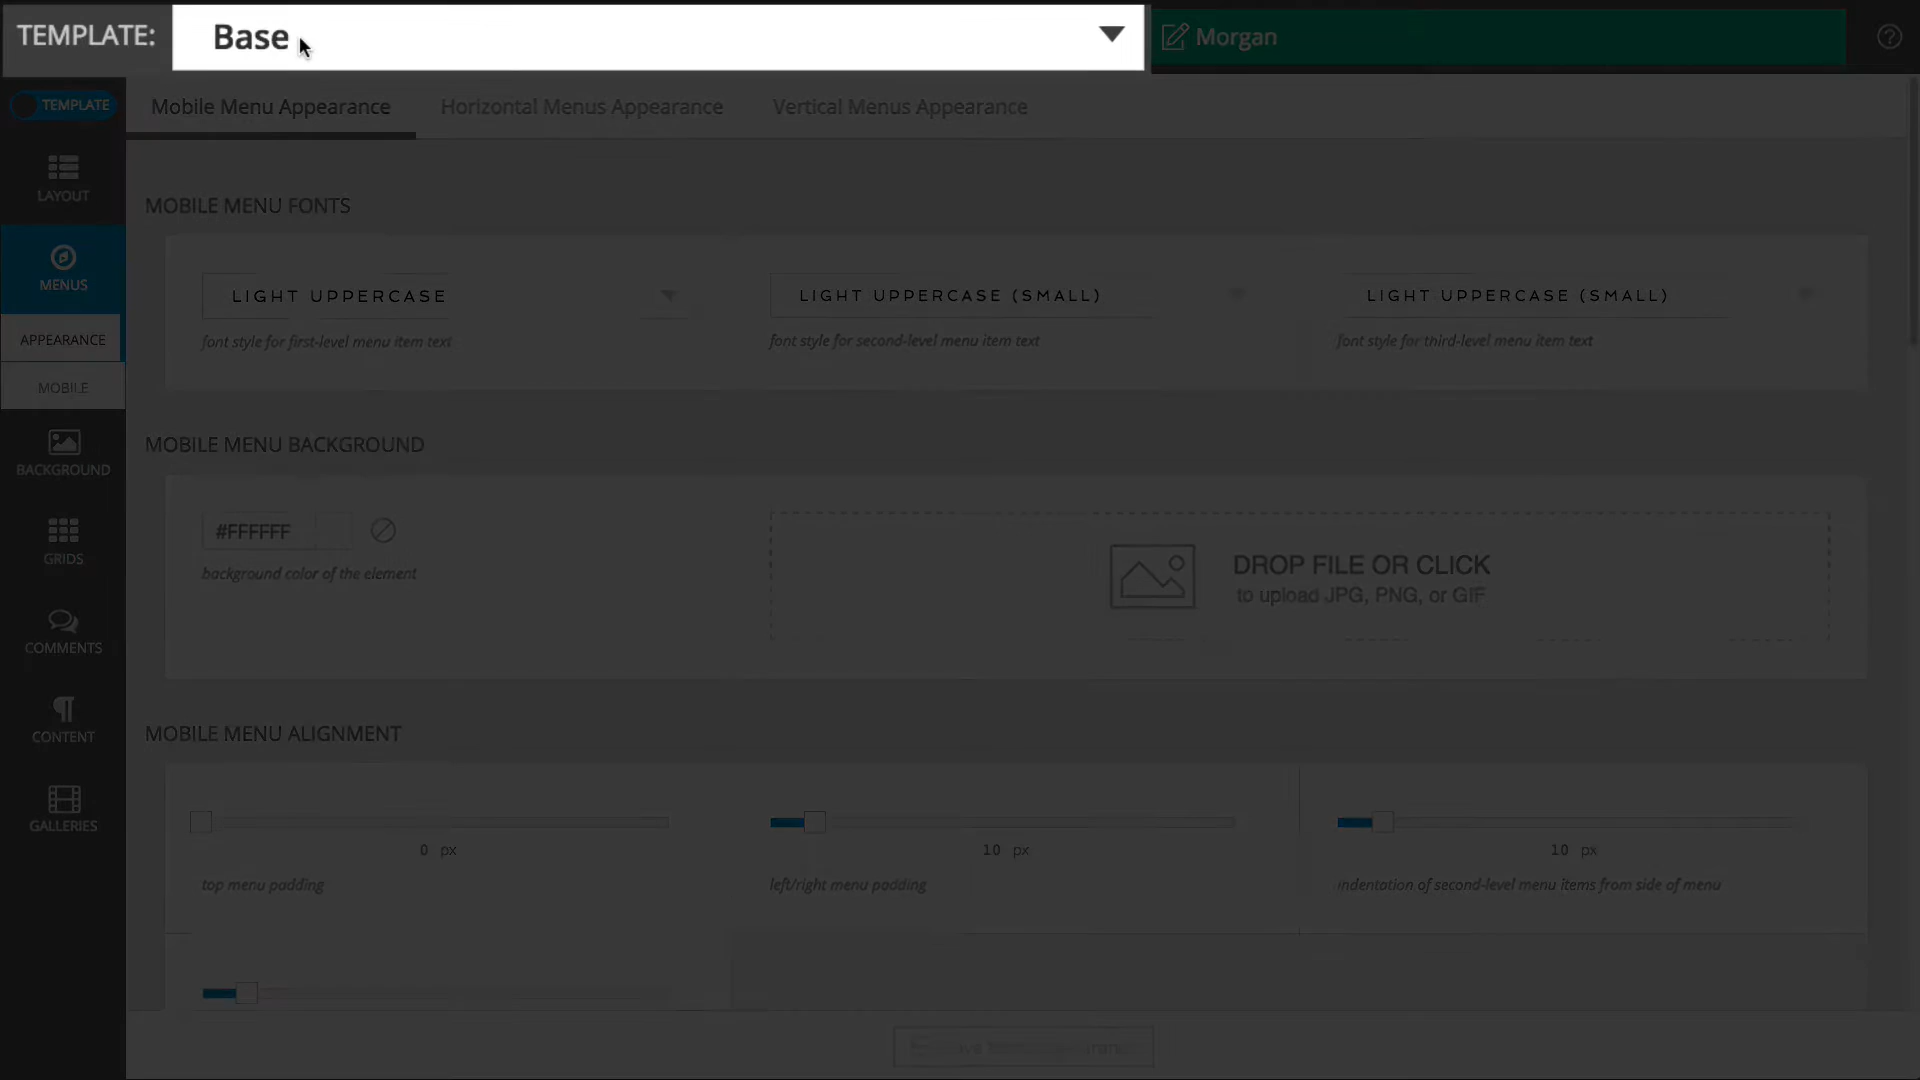 TEMPLATE:
Base
Morgan
TEMPLATE
Mobile Menu Appearance
Horizontal Menus Appearance
Vertical Menus Appearance
LAYOUT
MENUS
APPEARANCE
MOBILE
BACKGROUND
GRIDS
COMMENTS
CONTENT
GALLERIES
MOBILE MENU FONTS
LIGHT UPPERCASE
font style for first-level menu item text
LIGHT UPPERCASE (SMALL)
font style for second-level menu item text
LIGHT UPPERCASE (SMALL)
font style for third-level menu item text
MOBILE MENU BACKGROUND
#FFFFFF
background color of the element
DROP FILE OR CLICK
to upload JPG, PNG, or GIF
MOBILE MENU ALIGNMENT
0 px
top menu padding
10 px
left/right menu padding
10 px
indentation of second-level menu items from side of menu